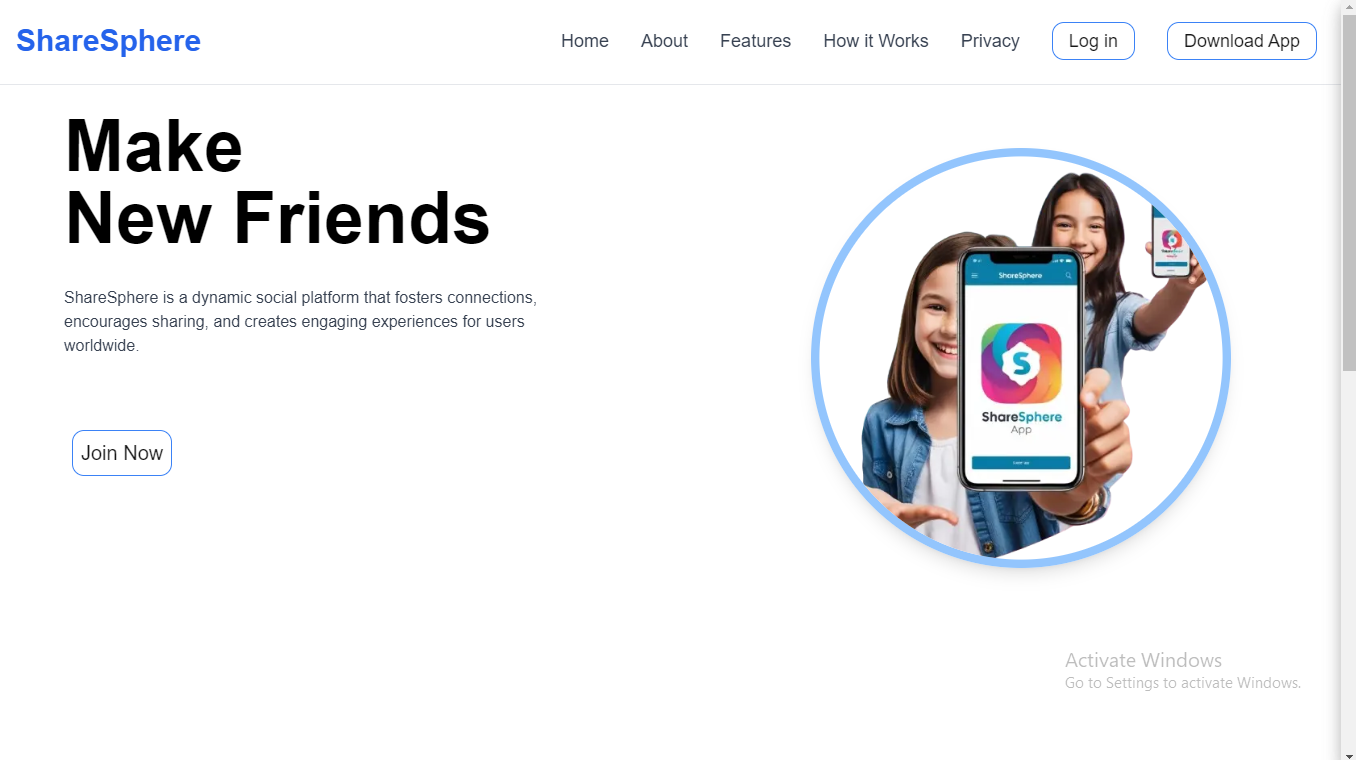 ShareSphere
Home
About
Features
How it Works
Privacy
Log in
Download App
Make
New Friends
ShareSphere is a dynamic social platform that fosters connections,
encourages sharing, and creates engaging experiences for users
worldwide.
Join Now
ShareSphere
S
ShareSphere
App
Activate Windows
Go to Settings to activate Windows.